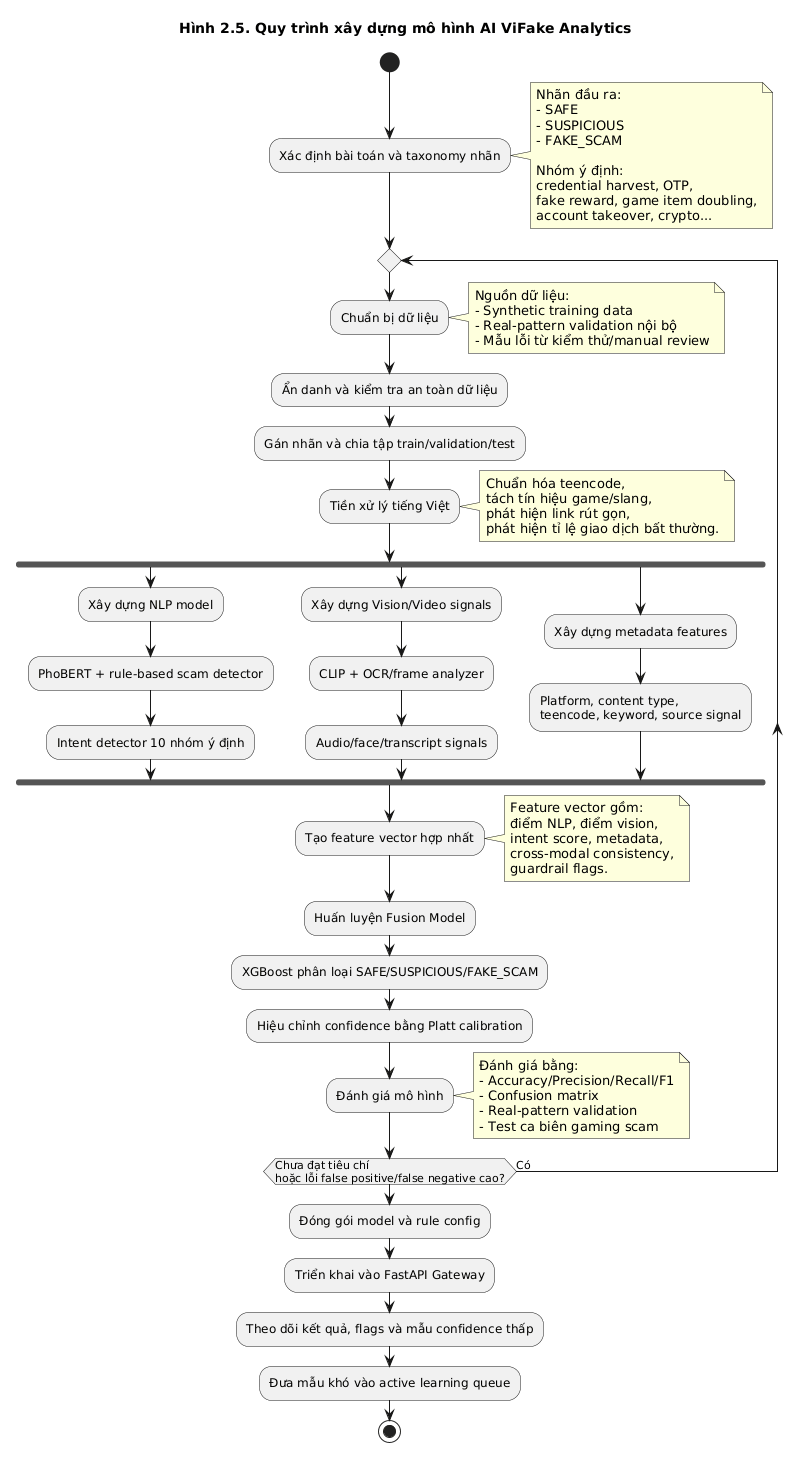 Hình 2.5. Quy trình xây dựng mô hình AI ViFake Analytics
Xác định bài toán và taxonomy nhãn
Nhãn đầu ra:
- SAFE
- SUSPICIOUS
- FAKE_SCAM
Nhóm ý định:
credential harvest, OTP,
fake reward, game item doubling,
account takeover, crypto...
Chuẩn bị dữ liệu
Nguồn dữ liệu:
- Synthetic training data
- Real-pattern validation nội bộ
- Mẫu lỗi từ kiểm thử/manual review
Ẩn danh và kiểm tra an toàn dữ liệu
Gán nhãn và chia tập train/validation/test
Tiền xử lý tiếng Việt
Chuẩn hóa teencode,
tách tín hiệu game/slang,
phát hiện link rút gọn,
phát hiện tỉ lệ giao dịch bất thường.
Xây dựng NLP model
PhoBERT + rule-based scam detector
Intent detector 10 nhóm ý định
Xây dựng Vision/Video signals
CLIP + OCR/frame analyzer
Audio/face/transcript signals
Xây dựng metadata features
Platform, content type,
teencode, keyword, source signal
Tạo feature vector hợp nhất
Feature vector gồm:
điểm NLP, điểm vision,
intent score, metadata,
cross-modal consistency,
guardrail flags.
Huấn luyện Fusion Model
XGBoost phân loại SAFE/SUSPICIOUS/FAKE_SCAM
Hiệu chỉnh confidence bằng Platt calibration
Đánh giá mô hình
Đánh giá bằng:
- Accuracy/Precision/Recall/F1
- Confusion matrix
- Real-pattern validation
- Test ca biên gaming scam
Chưa đạt tiêu chí
hoặc lỗi false positive/false negative cao?
Có
Đóng gói model và rule config
Triển khai vào FastAPI Gateway
Theo dõi kết quả, flags và mẫu confidence thấp
Đưa mẫu khó vào active learning queue